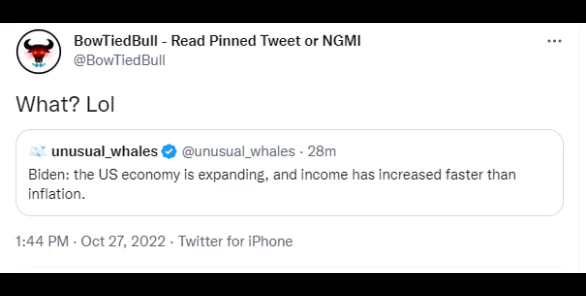 BowTiedBull - Read Pinned Tweet or NGMI
@BowTiedBull
What? Lol
unusual_whales @unusual_whales · 28m
Biden: the US economy is expanding, and income has increased faster than
inflation.
1:44 PM · Oct 27, 2022 · Twitter for iPhone